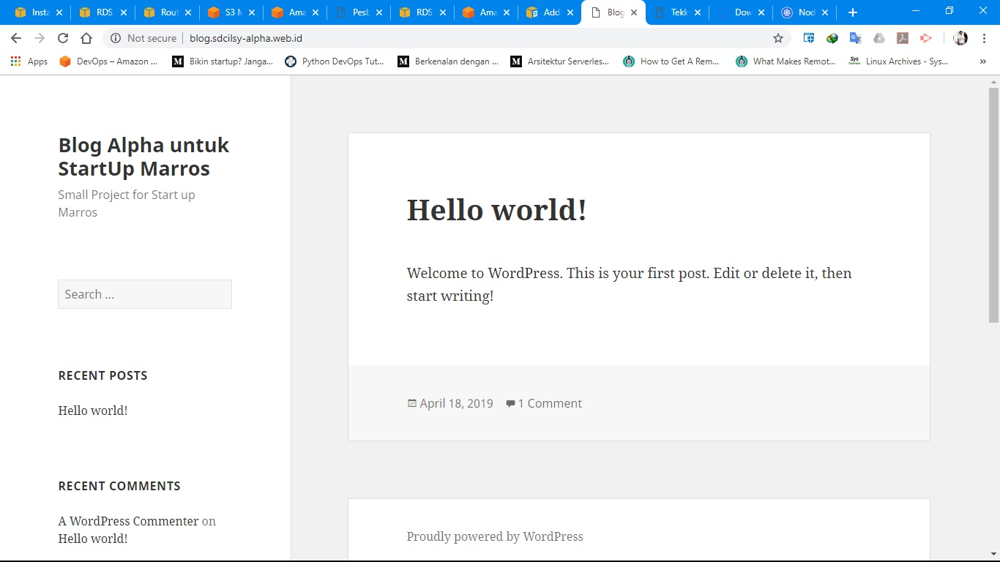 Insta
RDS
Rout
S3 M
Ama
Pesb
RDS
Ama
Add
Blog
Tekk
Dow
Nod
Not secure
blog.sdcilsy-alpha.web.id
Apps
DevOps – Amazon ...
Bikin startup? Janga...
Python DevOps Tut...
Berkenalan dengan ...
Arsitektur Serverles...
How to Get A Rem...
What Makes Remot...
Linux Archives - Sys...
Blog Alpha untuk
StartUp Marros
Small Project for Start up
Marros
Search ...
RECENT POSTS
Hello world!
RECENT COMMENTS
A WordPress Commenter on
Hello world!
Hello world!
Welcome to WordPress. This is your first post. Edit or delete it, then
start writing!
April 18, 2019
1 Comment
Proudly powered by WordPress